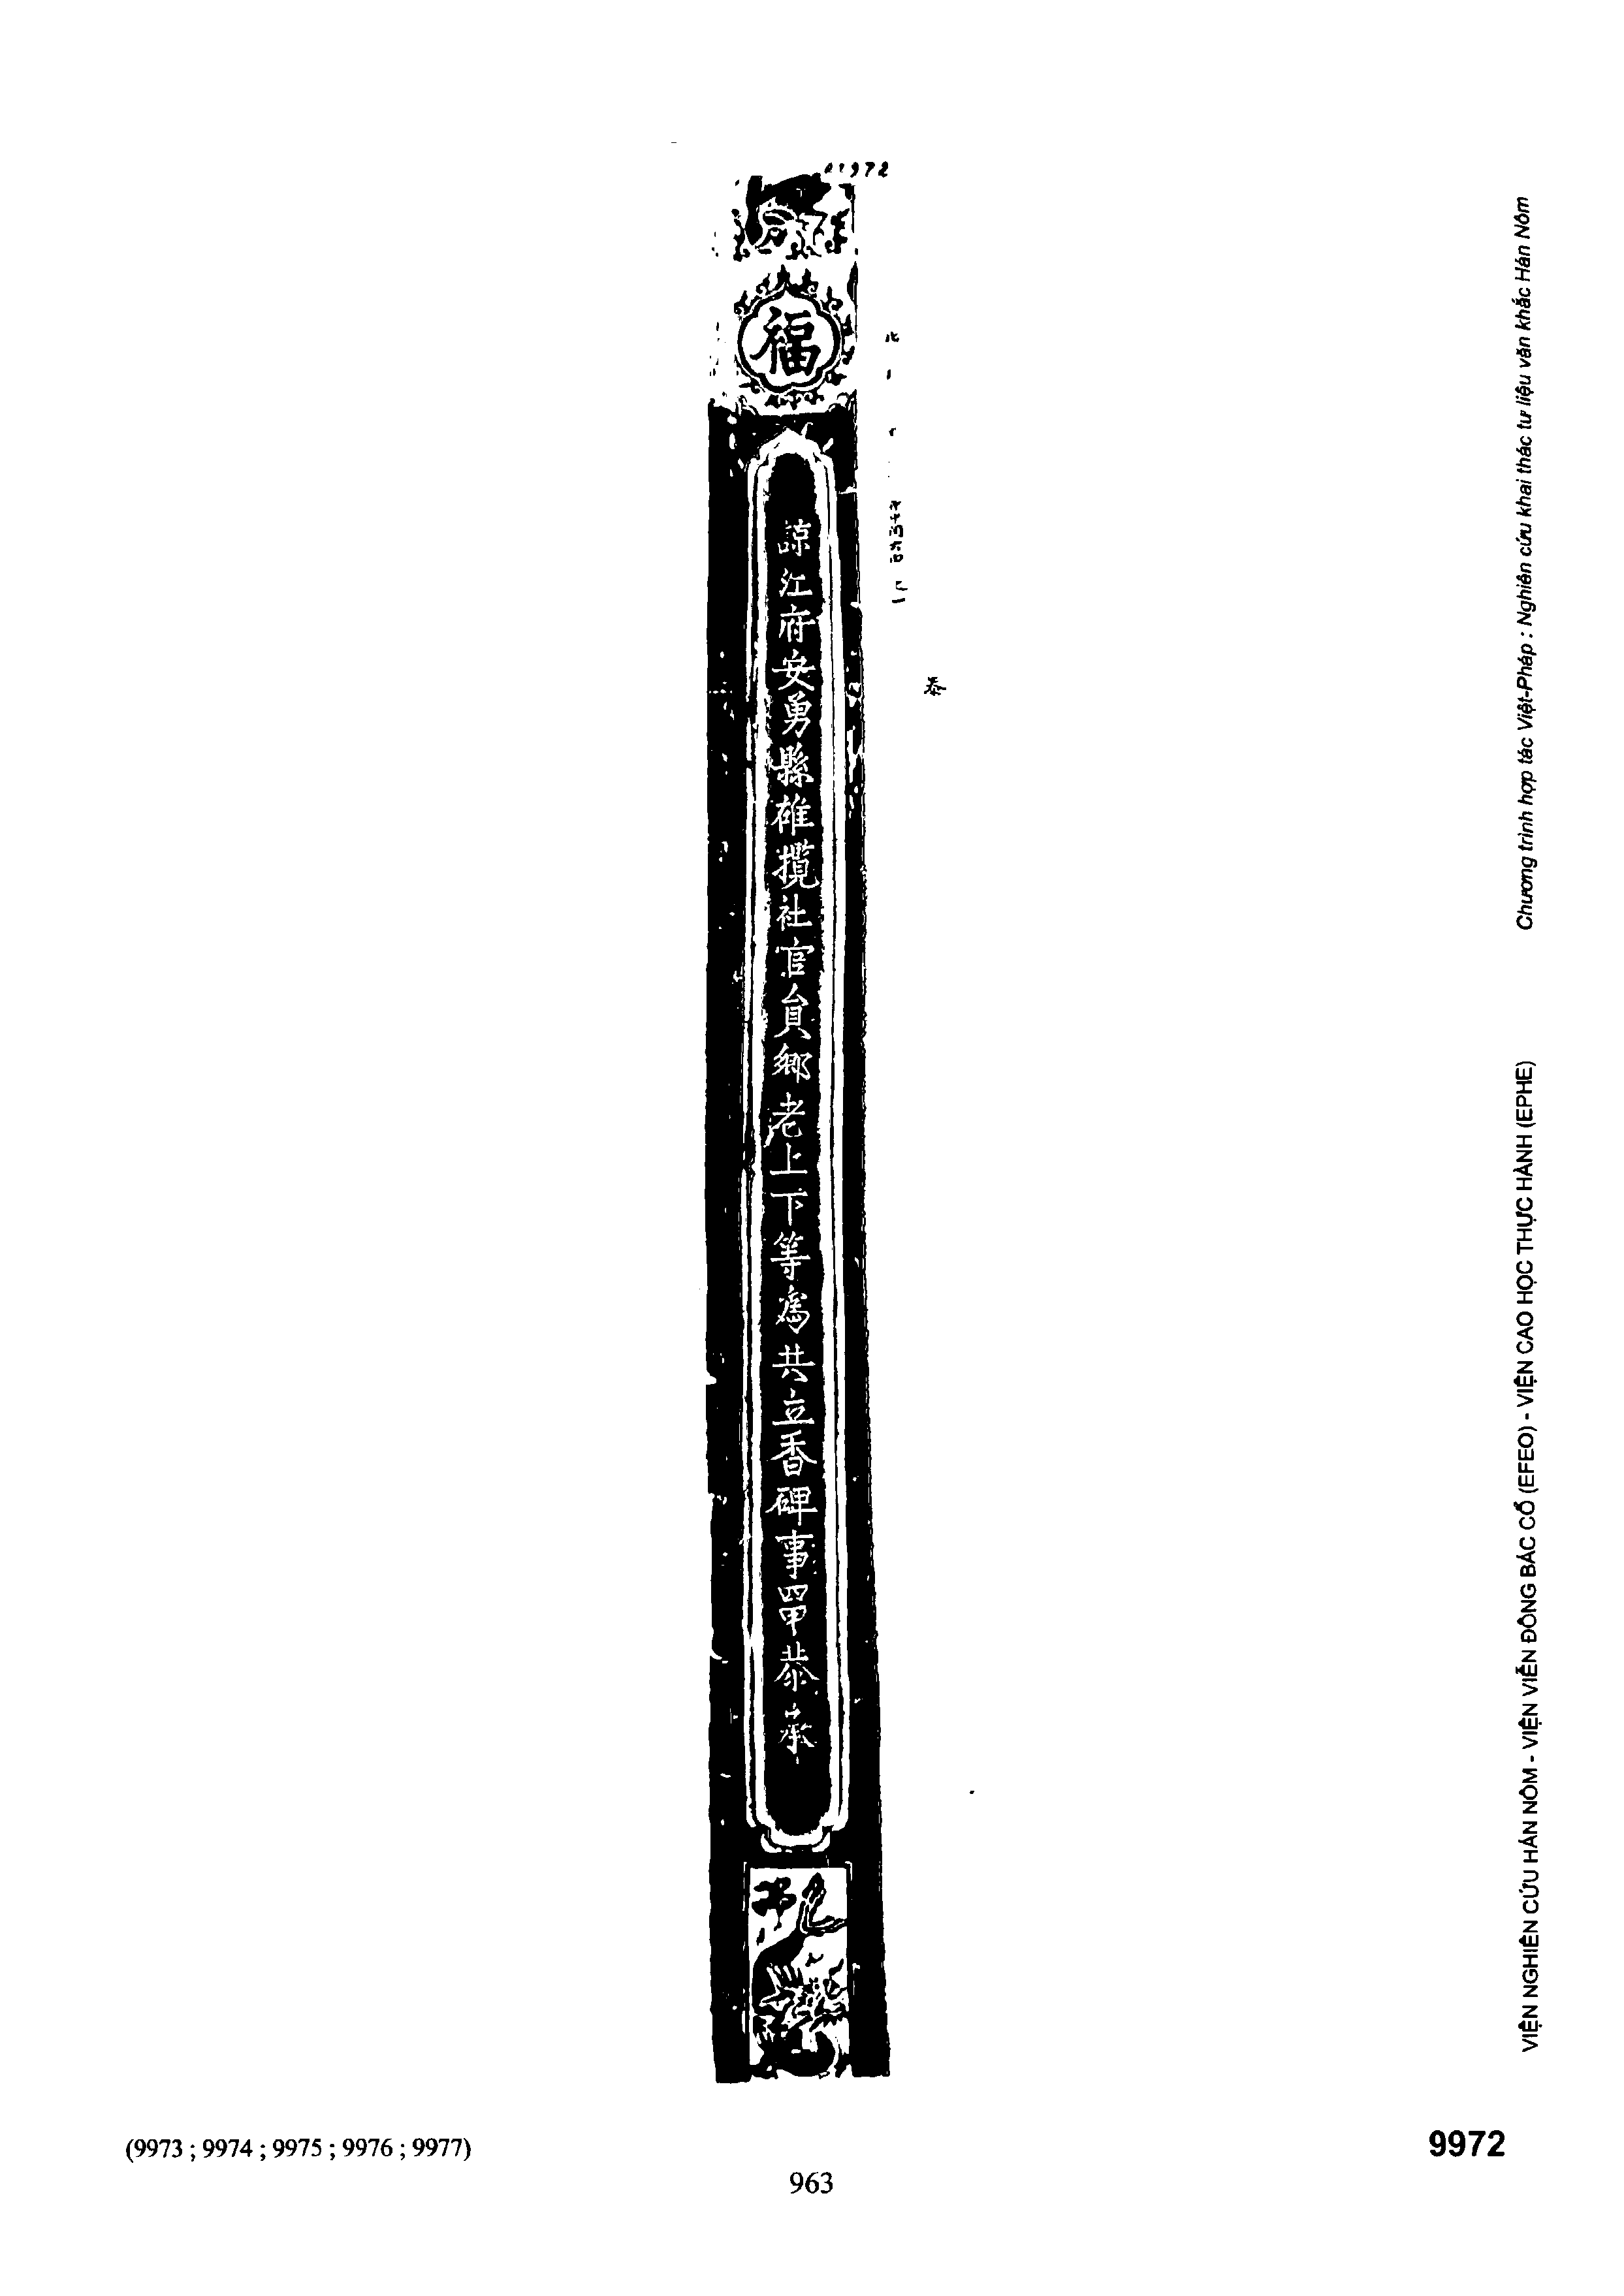 福
諒江府安勇縣雄攬社官員鄉老上下等為共立香碑事四甲恭承
Chương trình hợp tác Việt-Pháp : Nghiên cứu khai thác tư liệu văn khắc Hán Nôm
VIỆN NGHIÊN CỨU HÁN NÔM - VIỆN VIỄN ĐÔNG BÁC CỔ (EFEO) - VIỆN CAO HỌC THỰC HÀNH (EPHE)
(9973 ; 9974 ; 9975 ; 9976 ; 9977)
9972
963